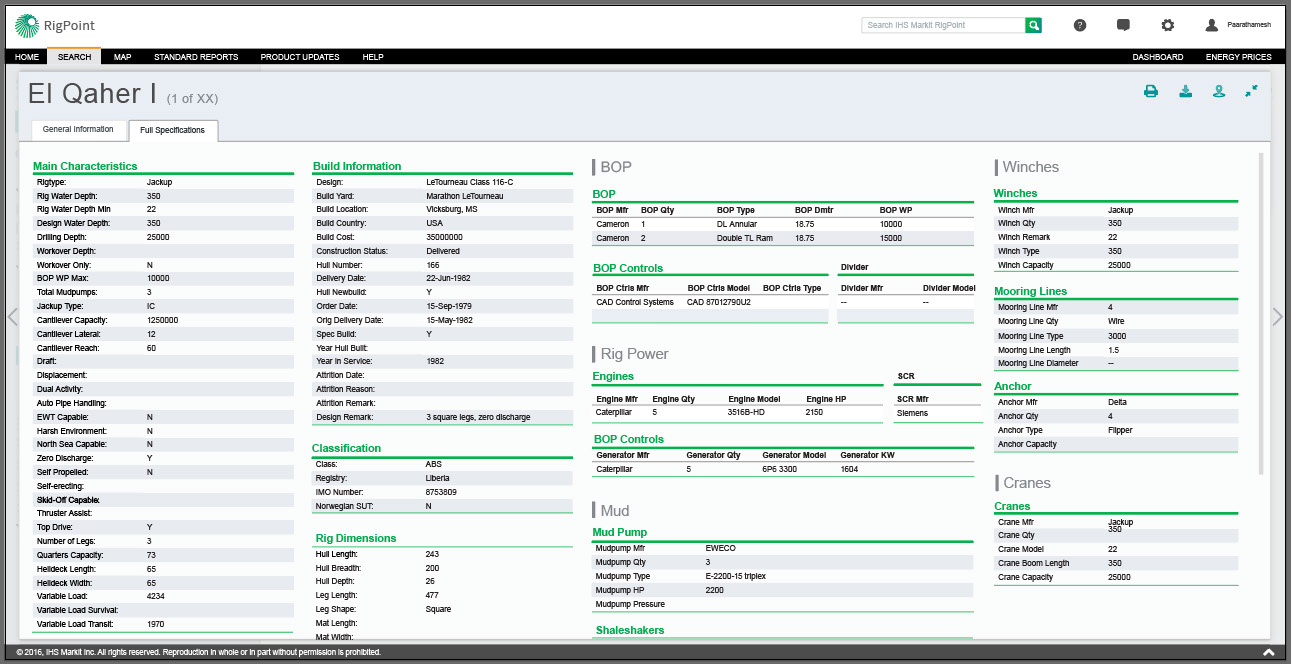 RigPoint
Search IHS Markit RigPoint
?
Paarathamesh
HOME SEARCH MAP STANDARD REPORTS PRODUCT UPDATES HELP DASHBOARD ENERGY PRICES
El Qaher I (1 of XX)
General Information Full Specifications
Main Characteristics
Rigtype: Jackup
Rig Water Depth: 350
Rig Water Depth Min 22
Design Water Depth: 350
Drilling Depth: 25000
Workover Depth:
Workover Only: N
BOP WP Max: 10000
Total Mudpumps: 3
Jackup Type: IC
Cantilever Capacity: 1250000
Cantilever Lateral: 12
Cantilever Reach: 60
Draft:
Displacement:
Dual Activity:
Auto Pipe Handling:
EWT Capable: N
Harsh Environment: N
North Sea Capable: N
Zero Discharge: Y
Self Propelled: N
Self-erecting:
Skid-Off Capable:
Thruster Assist:
Top Drive: Y
Number of Legs: 3
Quarters Capacity: 73
Helideck Length: 65
Helideck Width: 65
Variable Load: 4234
Variable Load Survival:
Variable Load Transit: 1970
Build Information
Design: LeTourneau Class 116-C
Build Yard: Marathon LeTourneau
Build Location: Vicksburg, MS
Build Country: USA
Build Cost: 35000000
Construction Status: Delivered
Hull Number: 166
Delivery Date: 22-Jun-1982
Hull Newbuild: Y
Order Date: 15-Sep-1979
Orig Delivery Date: 15-May-1982
Spec Build: Y
Year Hull Built:
Year In Service: 1982
Attrition Date:
Attrition Reason:
Attrition Remark:
Design Remark: 3 square legs, zero discharge
Classification
Class: ABS
Registry: Liberia
IMO Number: 8753809
Norwegian SUT: N
Rig Dimensions
Hull Length: 243
Hull Breadth: 200
Hull Depth: 26
Leg Length: 477
Leg Shape: Square
Mat Length:
Mat Width:
BOP
BOP
BOP Mfr BOP Qty BOP Type BOP Dmtr BOP WP
Cameron 1 DL Annular 18.75 10000
Cameron 2 Double TL Ram 18.75 15000
BOP Controls
BOP Ctrls Mfr BOP Ctrls Model BOP Ctrls Type
CAD Control Systems CAD 87012790U2
Divider
Divider Mfr Divider Model
-- --
Rig Power
Engines
Engine Mfr Engine Qty Engine Model Engine HP
Caterpillar 5 3516B-HD 2150
SCR
SCR Mfr
Siemens
BOP Controls
Generator Mfr Generator Qty Generator Model Generator KW
Caterpillar 5 6P6 3300 1604
Mud
Mud Pump
Mudpump Mfr EWECO
Mudpump Qty 3
Mudpump Type E-2200-15 triplex
Mudpump HP 2200
Mudpump Pressure
Shaleshakers
Winches
Winches
Winch Mfr Jackup
Winch Qty 350
Winch Remark 22
Winch Type 350
Winch Capacity 25000
Mooring Lines
Mooring Line Mfr 4
Mooring Line Qty Wire
Mooring Line Type 3000
Mooring Line Length 1.5
Mooring Line Diameter --
Anchor
Anchor Mfr Delta
Anchor Qty 4
Anchor Type Flipper
Anchor Capacity
Cranes
Cranes
Crane Mfr Jackup
Crane Qty 350
Crane Model 22
Crane Boom Length 350
Crane Capacity 25000
© 2016, IHS Markit Inc. All rights reserved. Reproduction in whole or in part without permission is prohibited.